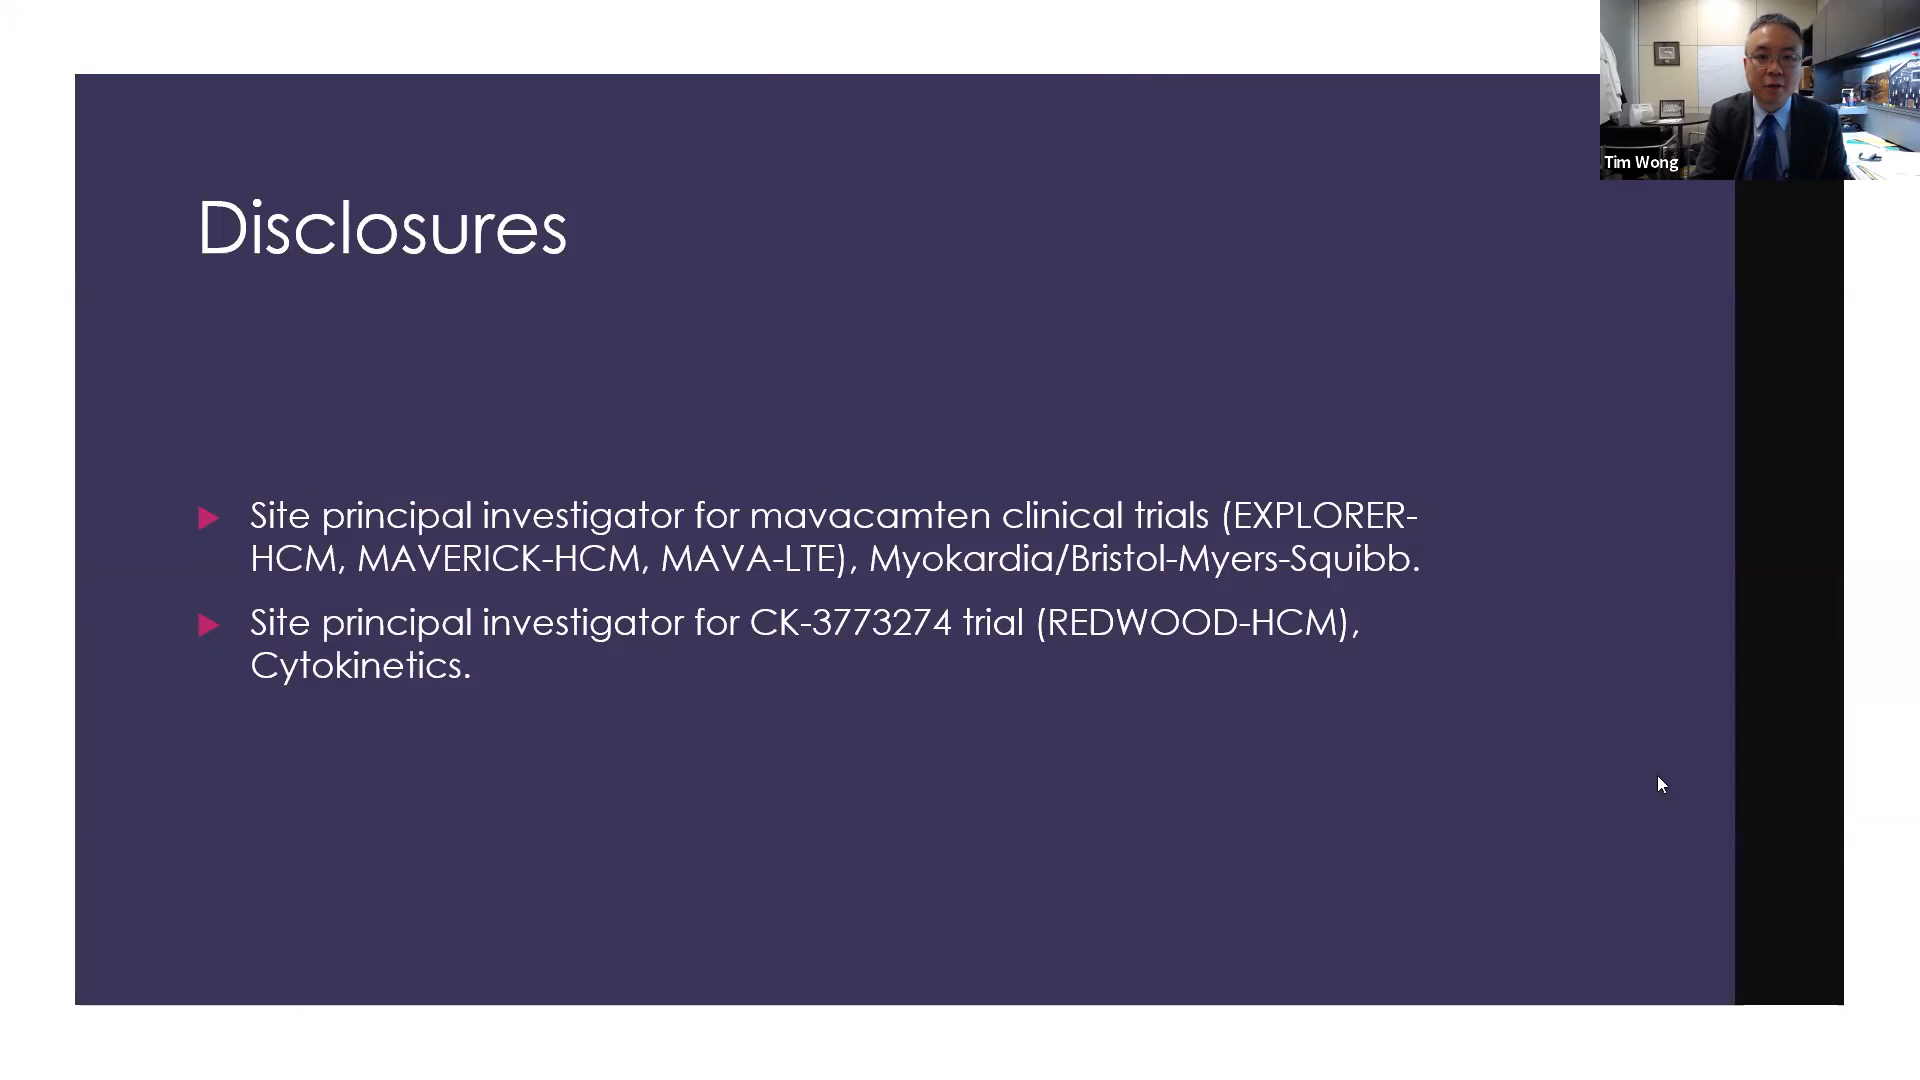 Tim Wong
Disclosures
Site principal investigator for mavacamten clinical trials (EXPLORER-
HCM, MAVERICK-HCM, MAVA-LTE), Myokardia/Bristol-Myers-Squibb.
Site principal investigator for CK-3773274 trial (REDWOOD-HCM),
Cytokinetics.